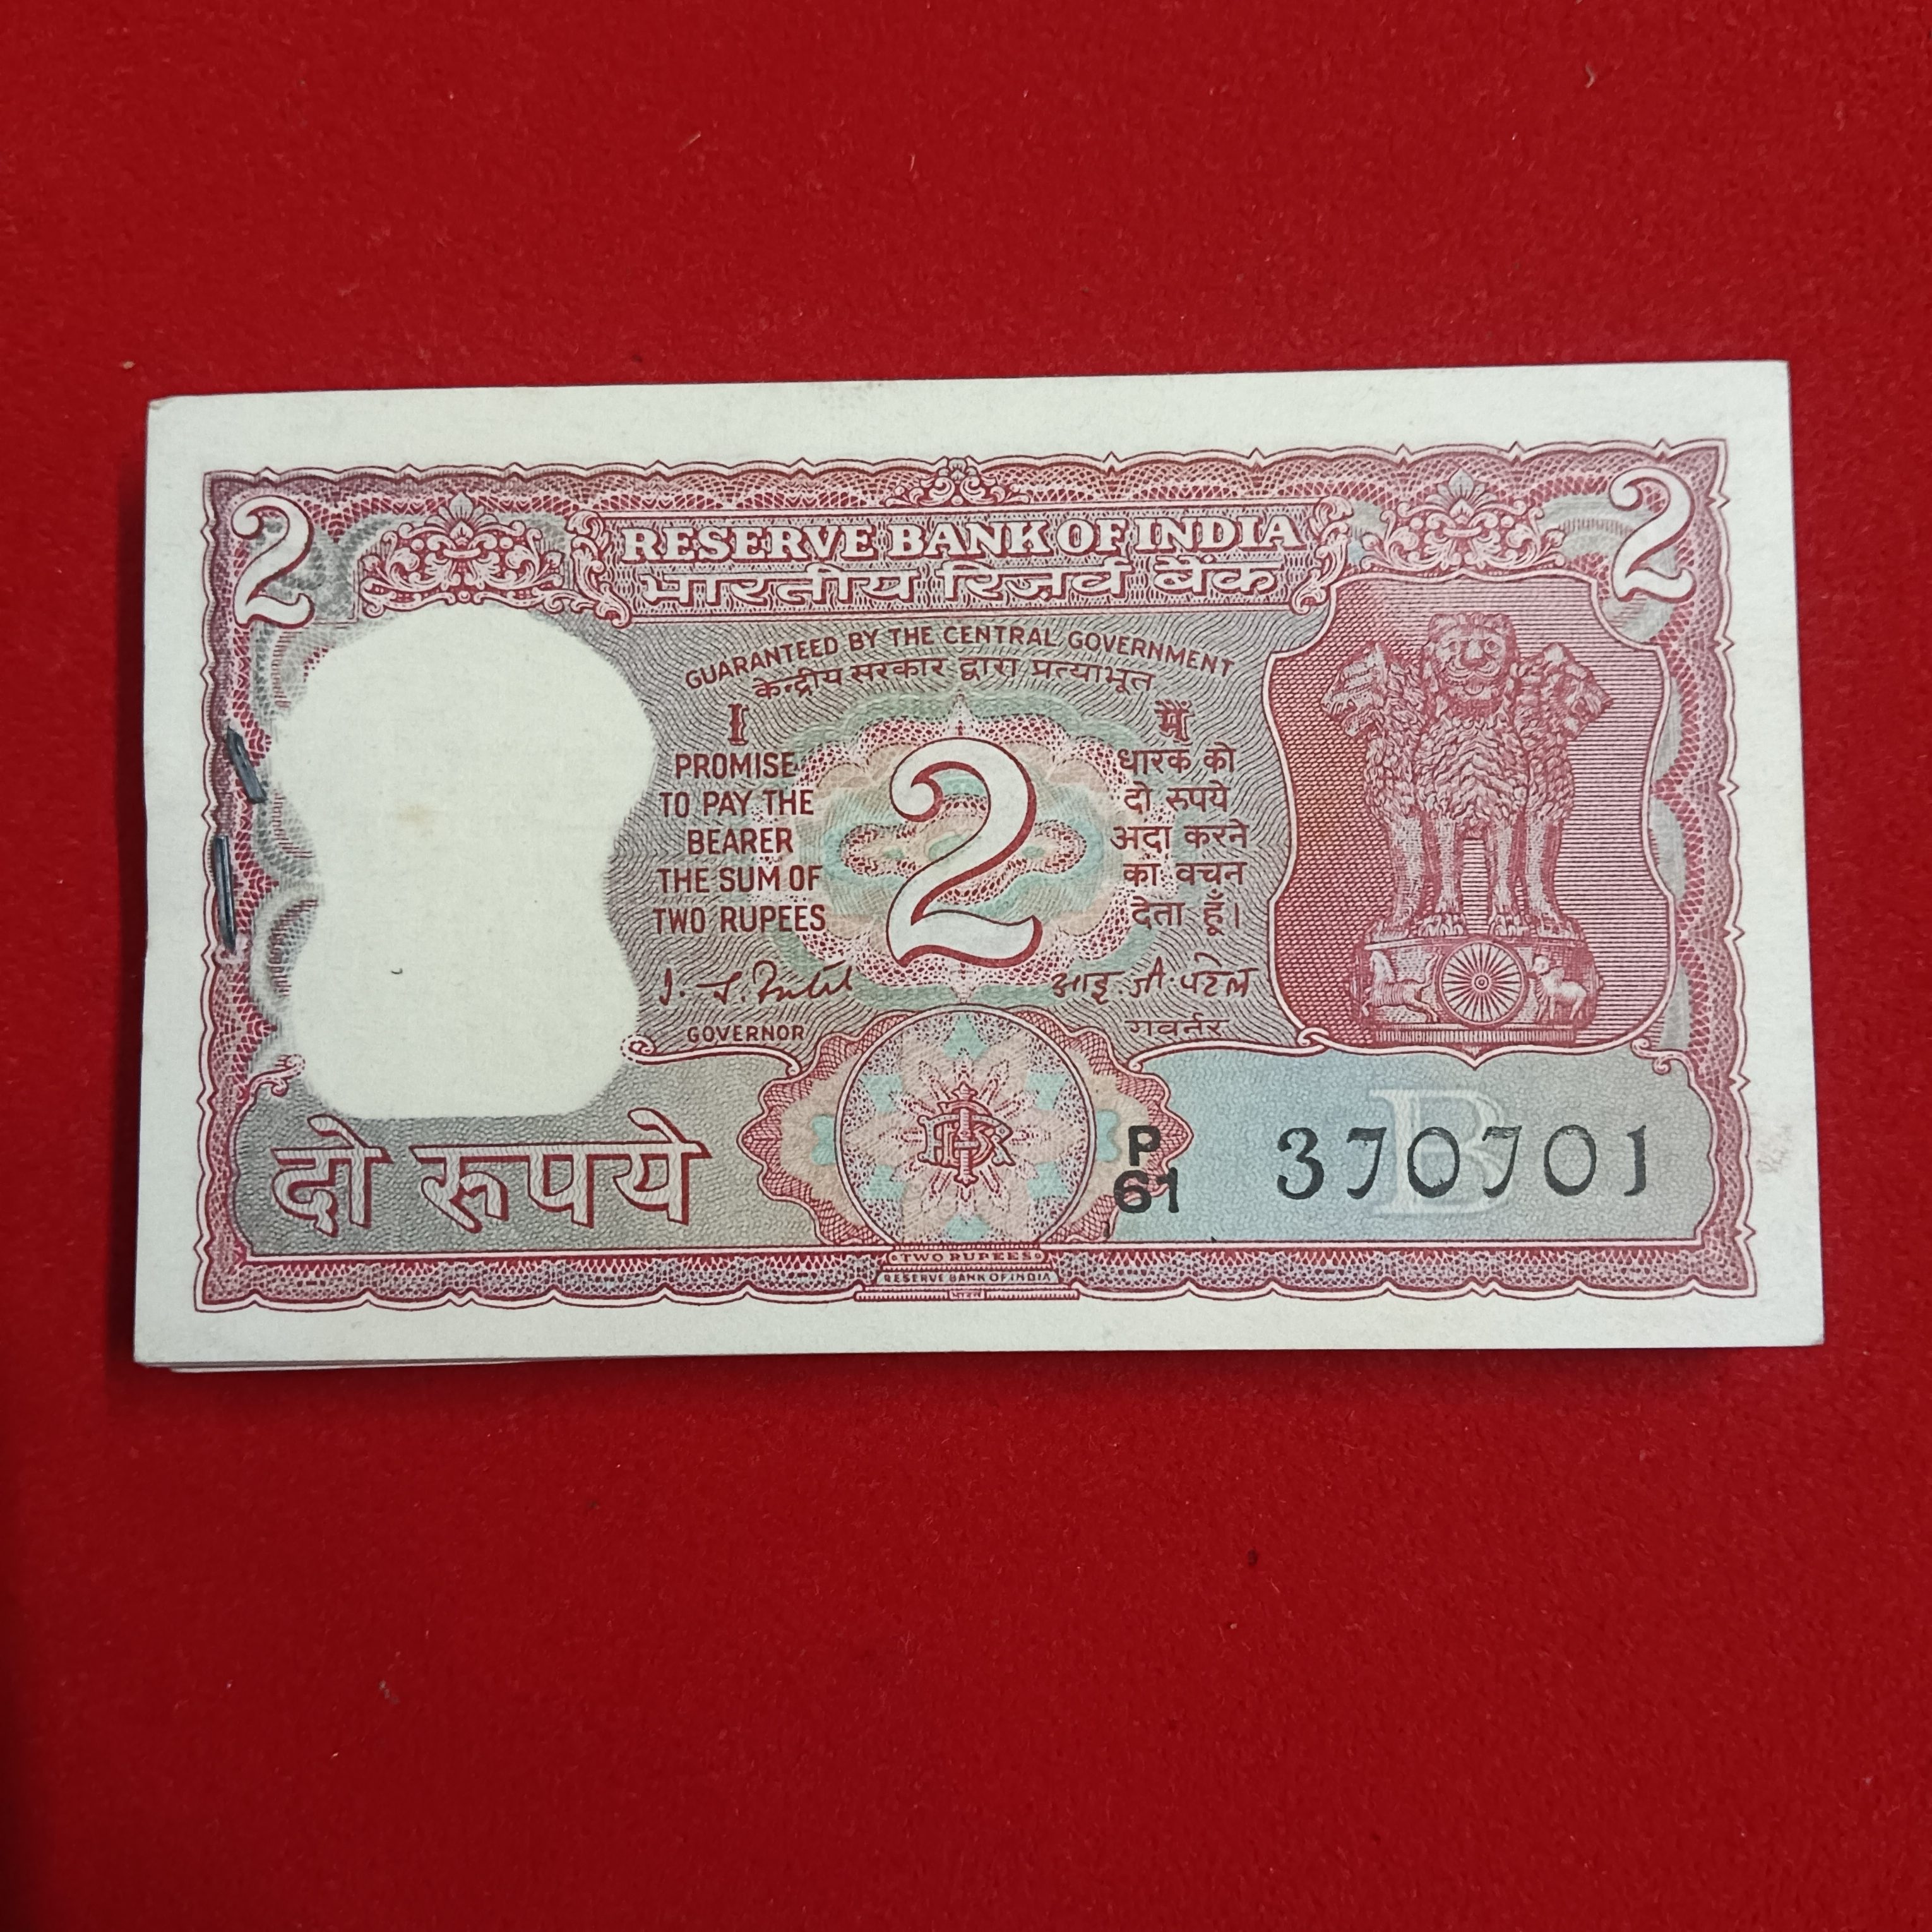 2 2
RESERVE BANK OF INDIA
भारतीय रिज़र्व बैंक
GUARANTEED BY THE CENTRAL GOVERNMENT
केन्द्रीय सरकार द्वारा प्रत्याभूत
I
PROMISE
TO PAY THE
BEARER
THE SUM OF
TWO RUPEES
2
मैं
धारक को
दो रुपये
अदा करने
का वचन
देता हूँ।
I. G. Patel
GOVERNOR
आइ. जी. पटेल
गवर्नर
दो रूपये
P
61 370701
B
TWO RUPEES
RESERVE BANK OF INDIA
भारत